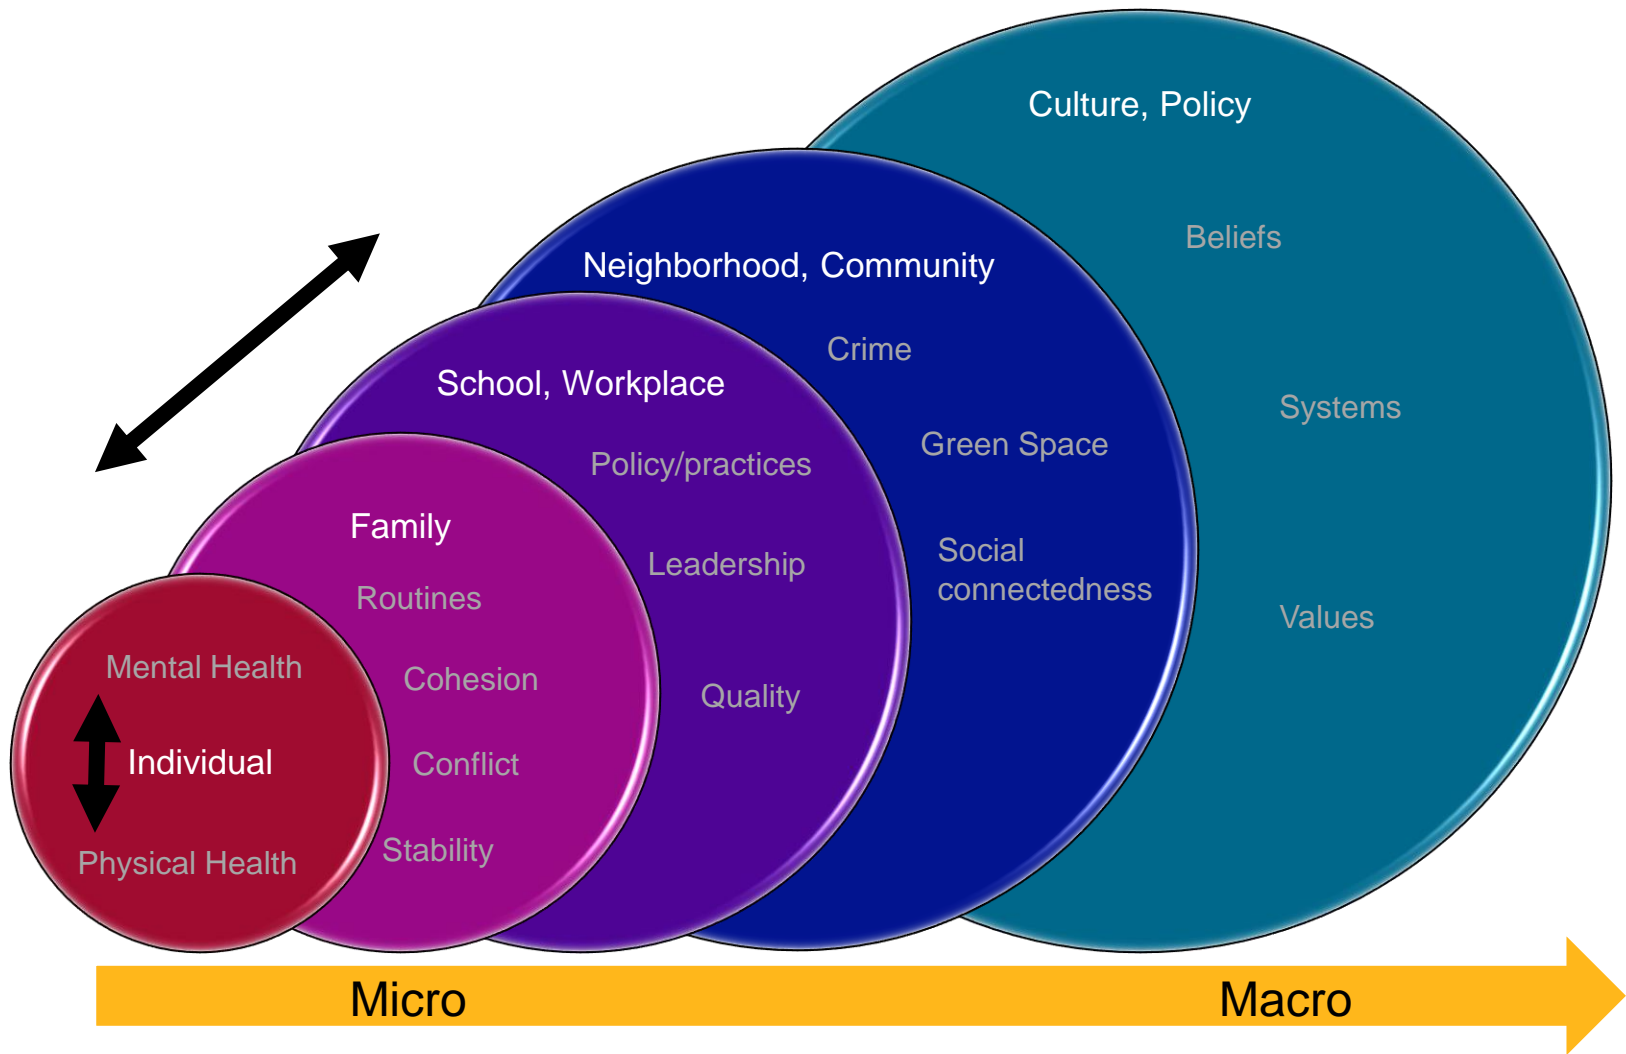 Culture, Policy
Beliefs
Systems
Values
Neighborhood, Community
Crime
Green Space
Social
connectedness
School, Workplace
Policy/practices
Leadership
Quality
Family
Routines
Cohesion
Conflict
Stability
Mental Health
Individual
Physical Health
Micro
Macro